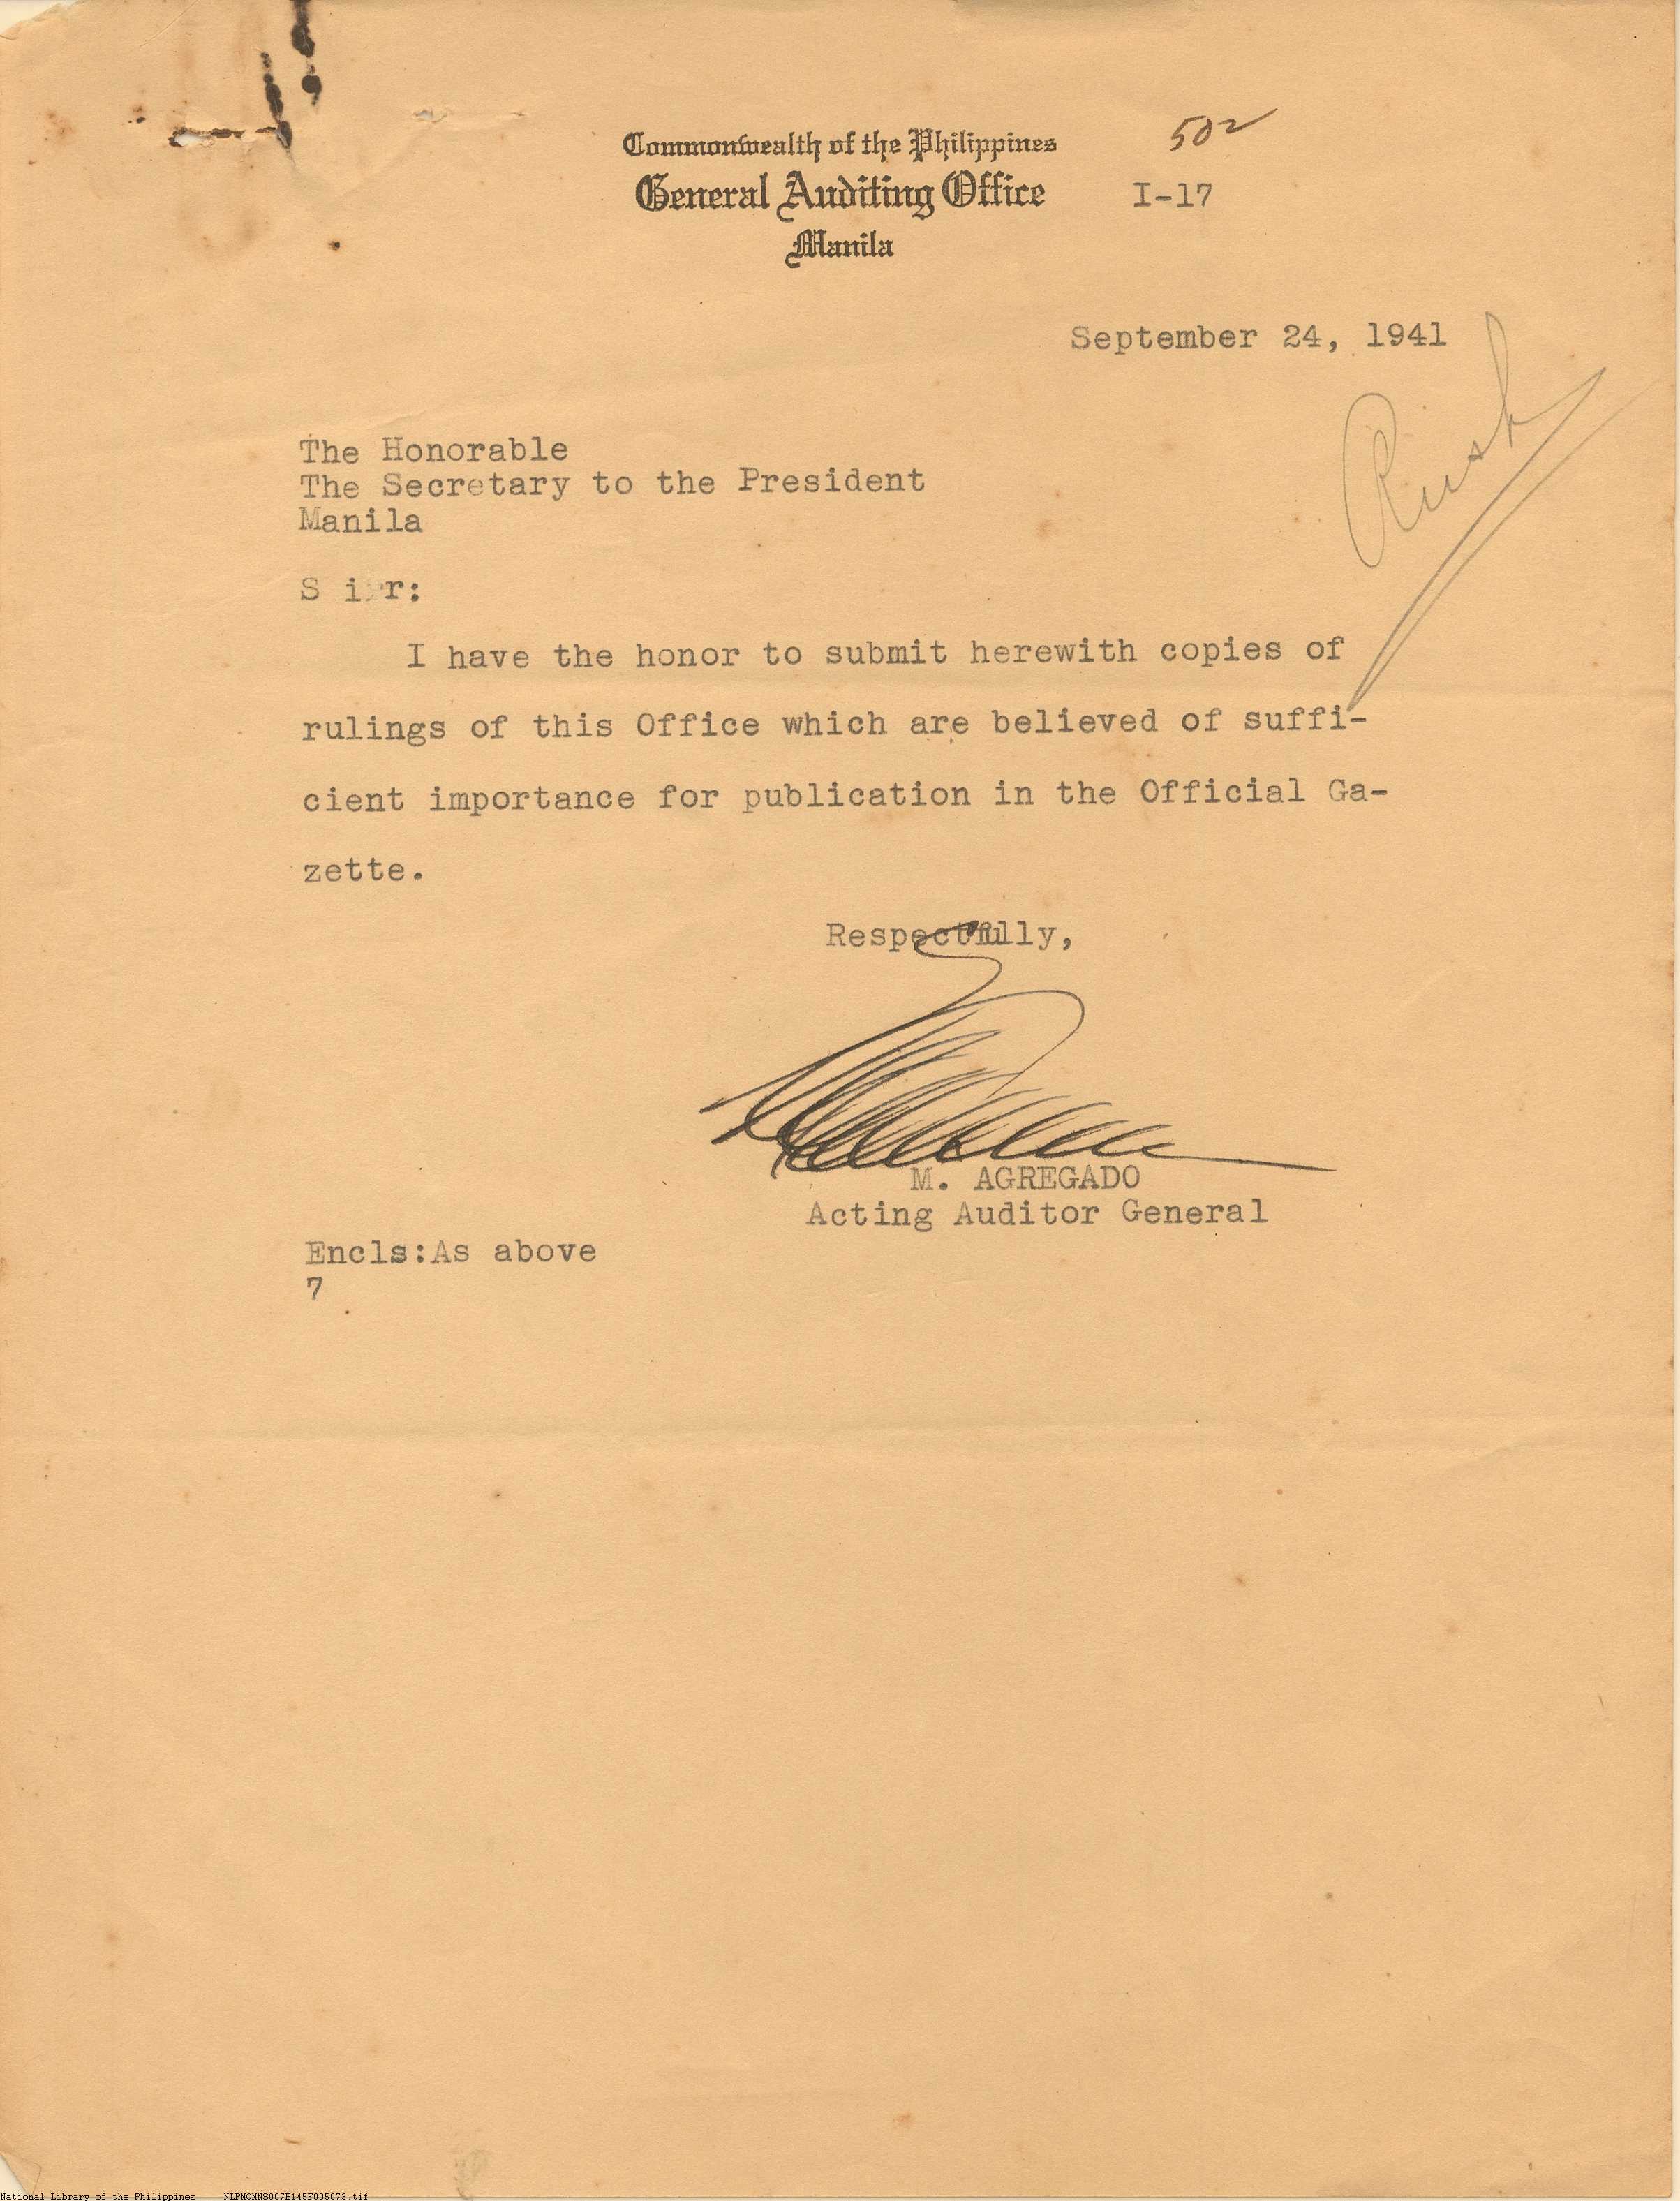 502
Commonwealth of the Philippines
General Auditing Office
I-17
Manila
September 24, 1941
Rush
The Honorable
The Secretary to the President
Manila
S i r:
I have the honor to submit herewith copies of
rulings of this Office which are believed of suffi-
cient importance for publication in the Official Ga-
zette.
Respectfully,
M. AGREGADO
Acting Auditor General
Encls:As above
7
National Library of the Philippines NLPMQMNS007B145F005073.tif